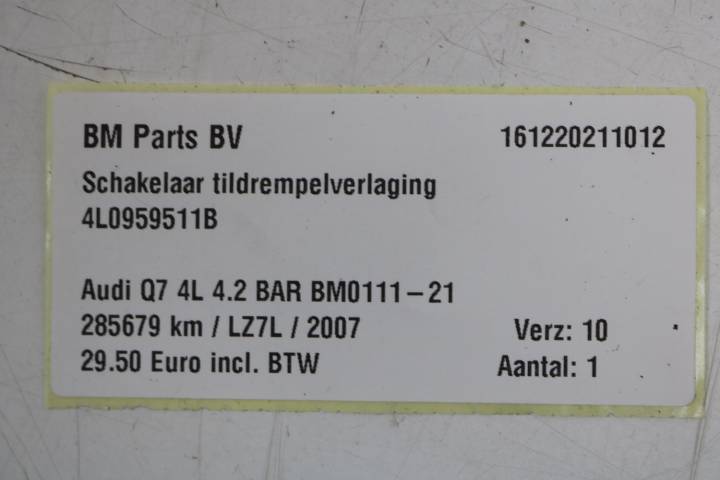 BM Parts BV 161220211012
Schakelaar tildrempelverlaging
4L0959511B
Audi Q7 4L 4.2 BAR BM0111-21
285679 km / LZ7L / 2007 Verz: 10
29.50 Euro incl. BTW Aantal: 1